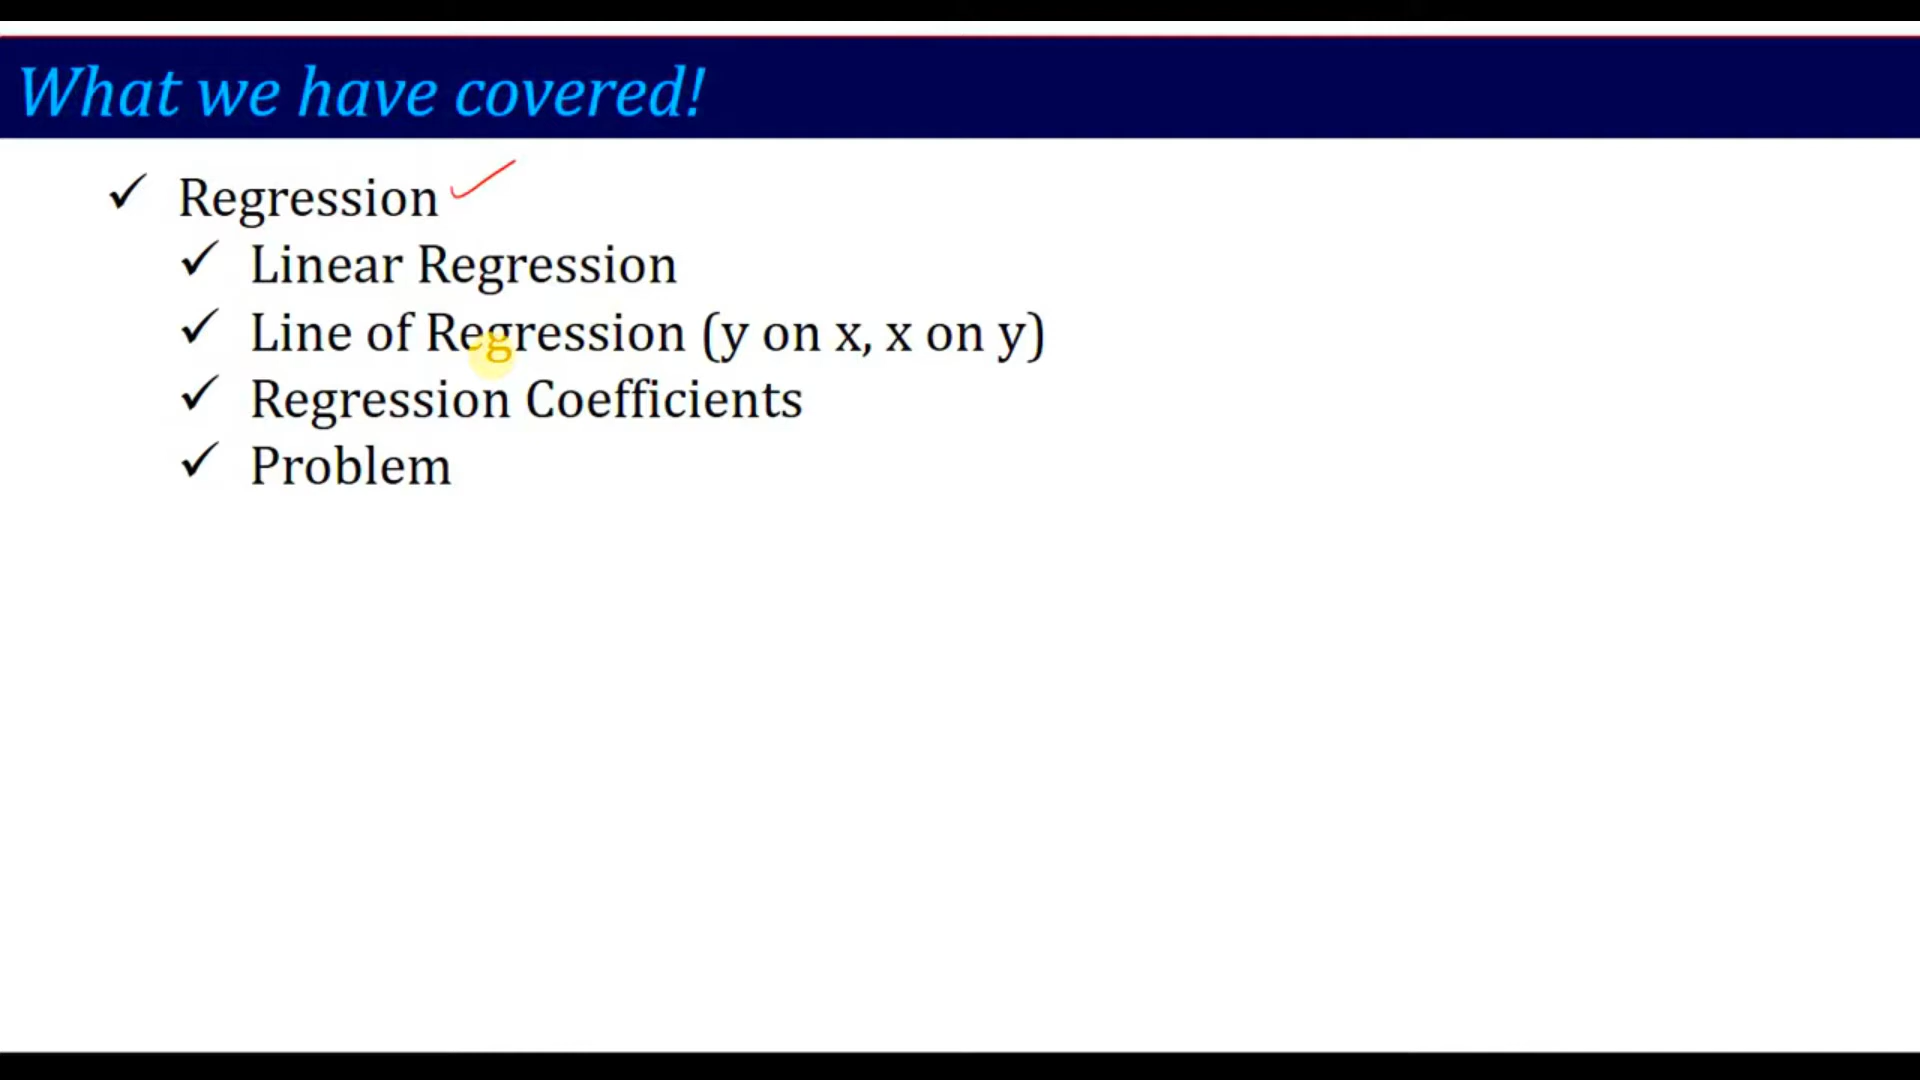 What we have covered!
✓ Regression
✓ Linear Regression
✓ Line of Regression (y on x, x on y)
✓ Regression Coefficients
✓ Problem